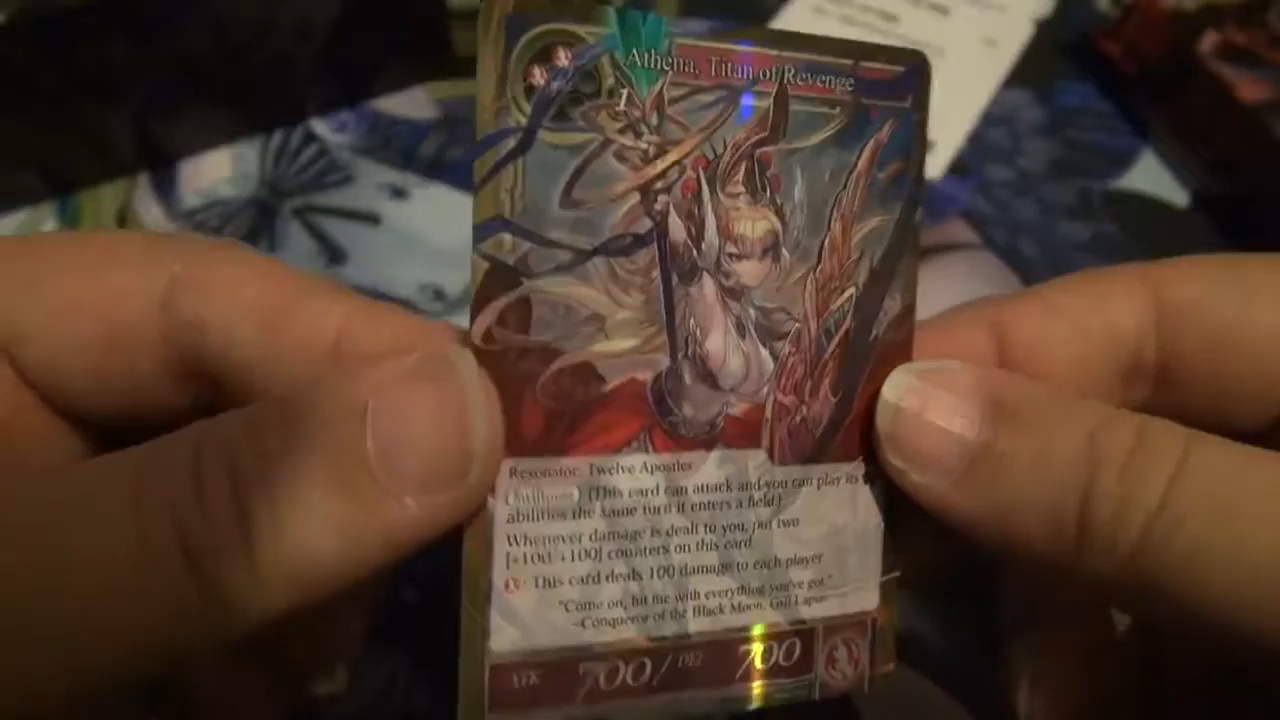 Athena, Titan of Revenge
1
Resonator: Twelve Apostles
(This card can attack and you can play its
abilities the same turn it enters a field.)
Whenever damage is dealt to you, put two
[+100/+100] counters on this card
: This card deals 100 damage to each player
"Come on, hit me with everything you've got."
–Conqueror of the Black Moon, Gill Lapis
ATK 700 / DEF 700